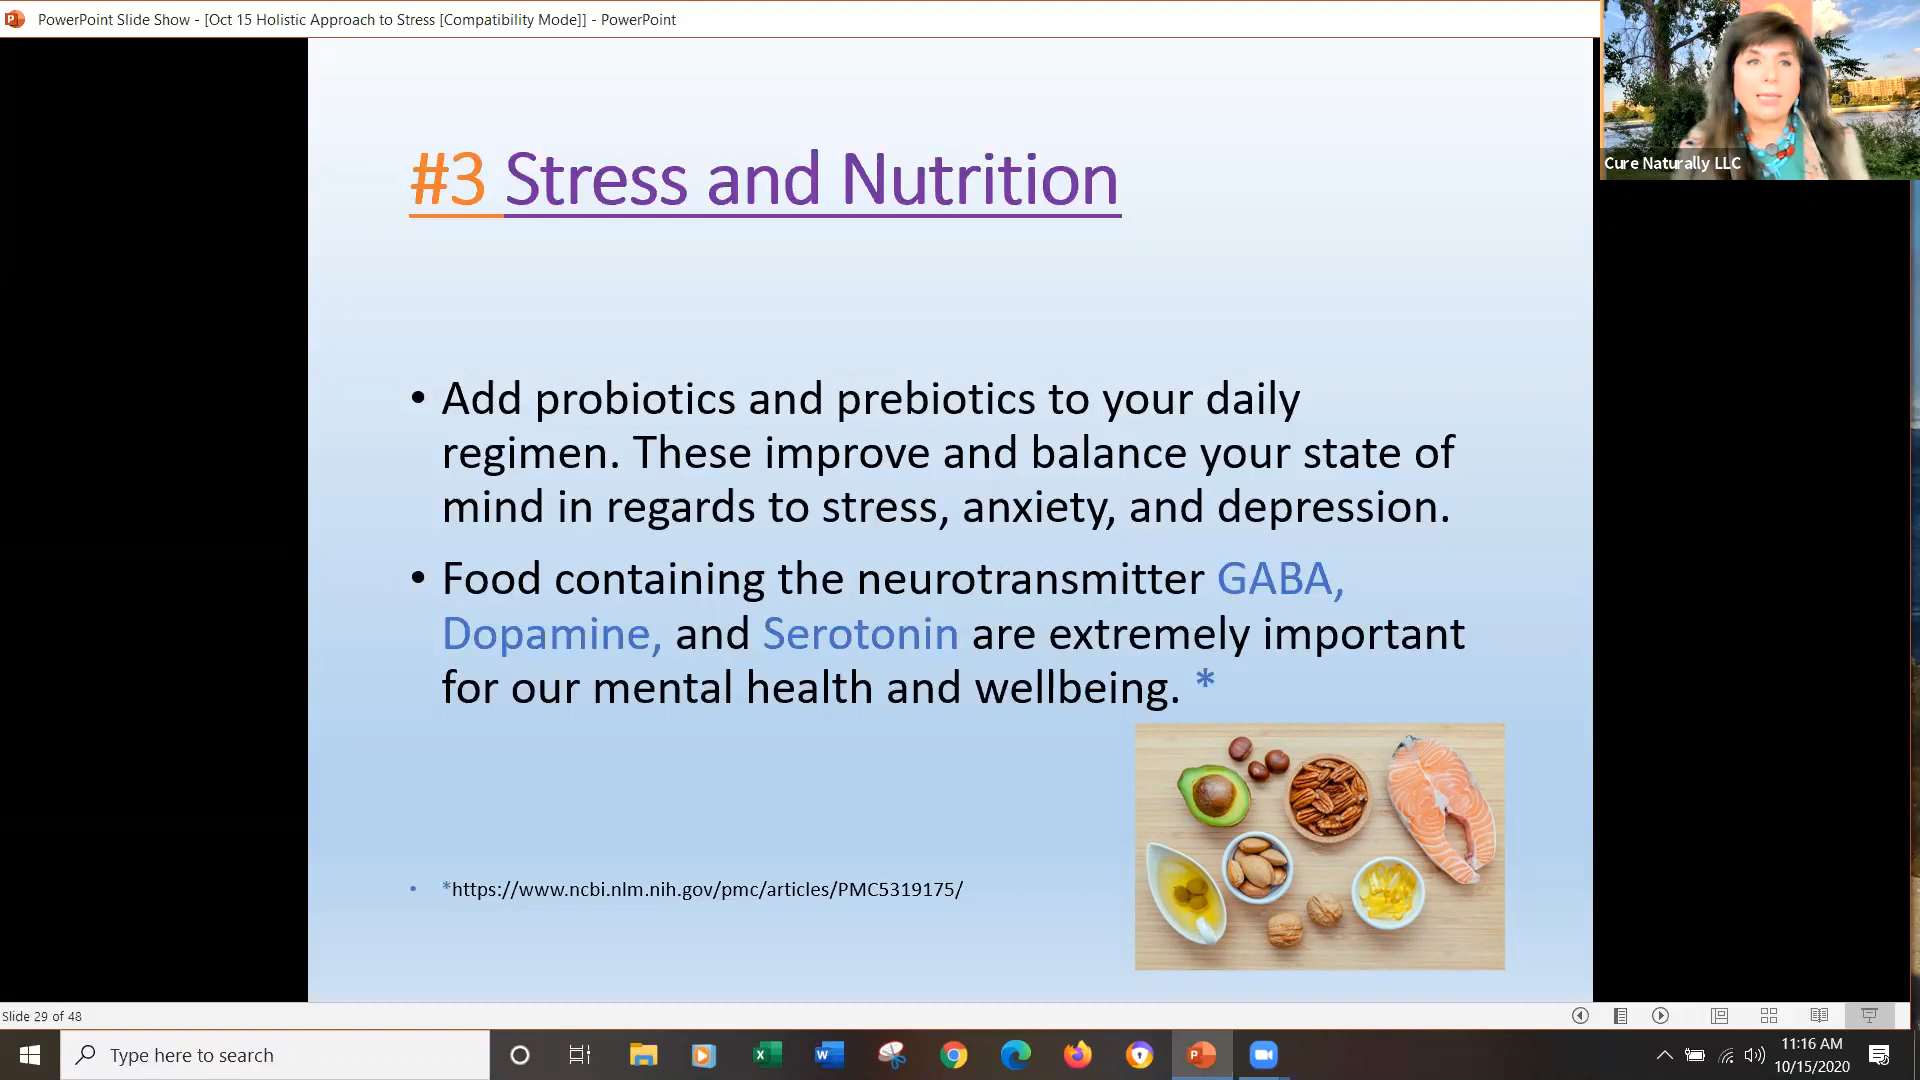 PowerPoint Slide Show - [Oct 15 Holistic Approach to Stress [Compatibility Mode]] - PowerPoint
Cure Naturally LLC
#3 Stress and Nutrition
• Add probiotics and prebiotics to your daily
regimen. These improve and balance your state of
mind in regards to stress, anxiety, and depression.
• Food containing the neurotransmitter GABA,
Dopamine, and Serotonin are extremely important
for our mental health and wellbeing. *
• *https://www.ncbi.nlm.nih.gov/pmc/articles/PMC5319175/
Slide 29 of 48
Type here to search
11:16 AM
10/15/2020